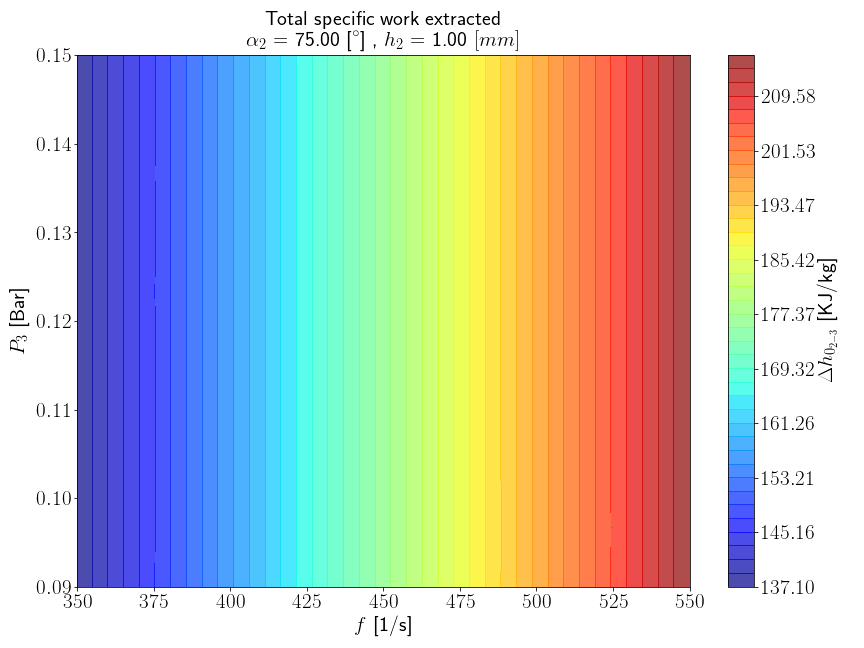 Total specific work extracted
α₂ = 75.00 [°] , h₂ = 1.00 [mm]
0.15
0.14
0.13
0.12
0.11
0.10
0.09
P₃ [Bar]
350 375 400 425 450 475 500 525 550
f [1/s]
209.58
201.53
193.47
185.42
177.37
169.32
161.26
153.21
145.16
137.10
Δh₀₂₋₃ [KJ/kg]